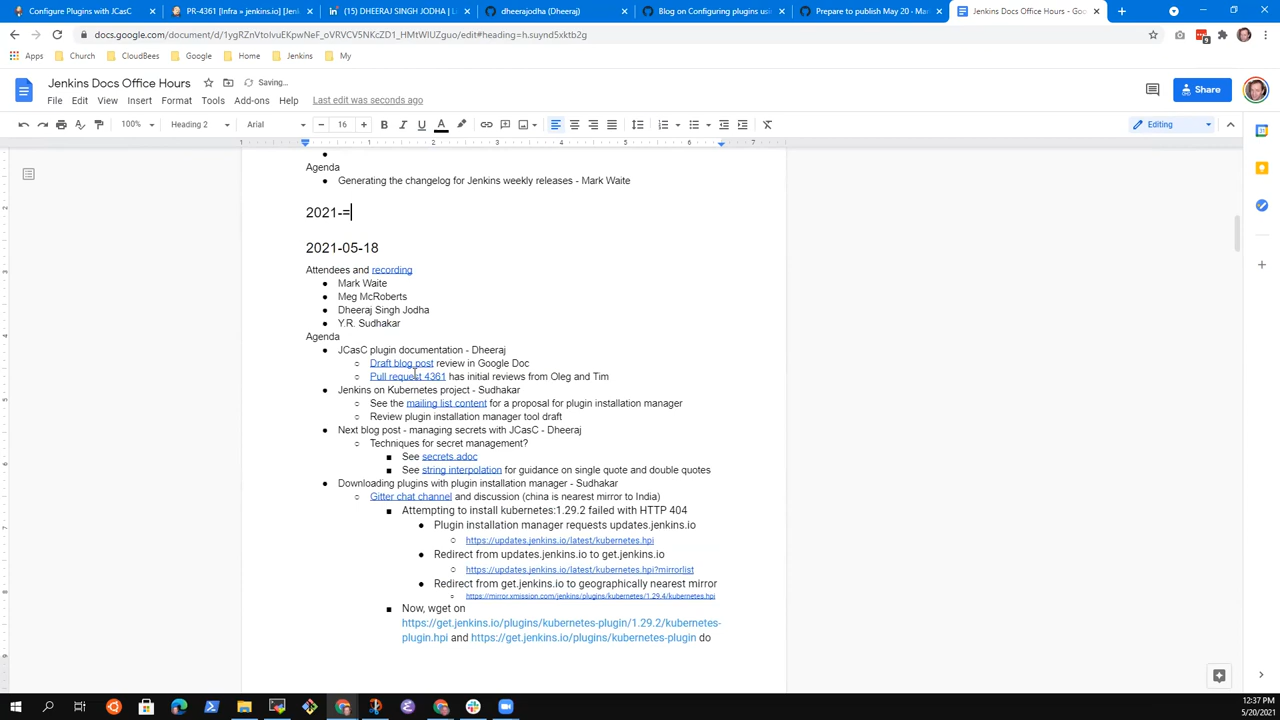 Configure Plugins with JCasC
PR-4361 [Infra » jenkins.io] [Jenk
(15) DHEERAJ SINGH JODHA | Li
dheerajodha (Dheeraj)
Blog on Configuring plugins usi
Prepare to publish May 20 - Mar
Jenkins Docs Office Hours - Goo
docs.google.com/document/d/1ygRZnVtoIvuEKpwNeF_oVRVCV5NKcZD1_HMtWIUZguo/edit#heading=h.suynd5xktb2g
Apps
Church
CloudBees
Google
Home
Jenkins
My
Jenkins Docs Office Hours
Saving...
File
Edit
View
Insert
Format
Tools
Add-ons
Help
Last edit was seconds ago
Share
100%
Heading 2
Arial
16
Editing
Agenda
Generating the changelog for Jenkins weekly releases - Mark Waite
2021-=
2021-05-18
Attendees and recording
Mark Waite
Meg McRoberts
Dheeraj Singh Jodha
Y.R. Sudhakar
Agenda
JCasC plugin documentation - Dheeraj
Draft blog post review in Google Doc
Pull request 4361 has initial reviews from Oleg and Tim
Jenkins on Kubernetes project - Sudhakar
See the mailing list content for a proposal for plugin installation manager
Review plugin installation manager tool draft
Next blog post - managing secrets with JCasC - Dheeraj
Techniques for secret management?
See secrets.adoc
See string interpolation for guidance on single quote and double quotes
Downloading plugins with plugin installation manager - Sudhakar
Gitter chat channel and discussion (china is nearest mirror to India)
Attempting to install kubernetes:1.29.2 failed with HTTP 404
Plugin installation manager requests updates.jenkins.io
https://updates.jenkins.io/latest/kubernetes.hpi
Redirect from updates.jenkins.io to get.jenkins.io
https://updates.jenkins.io/latest/kubernetes.hpi?mirrorlist
Redirect from get.jenkins.io to geographically nearest mirror
https://mirror.xmission.com/jenkins/plugins/kubernetes/1.29.4/kubernetes.hpi
Now, wget on
https://get.jenkins.io/plugins/kubernetes-plugin/1.29.2/kubernetes-
plugin.hpi and https://get.jenkins.io/plugins/kubernetes-plugin do
12:37 PM
5/20/2021